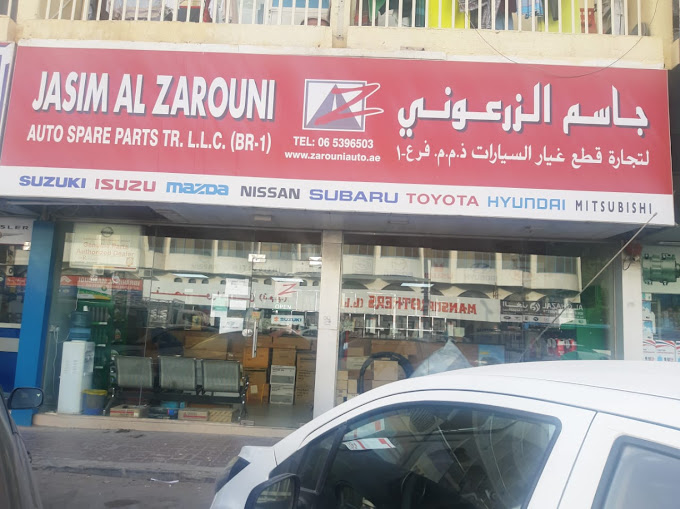 JASIM AL ZAROUNI
AUTO SPARE PARTS TR. L.L.C. (BR-1)
TEL: 06 5396503
www.zarouniauto.ae
جاسم الزرعوني
لتجارة قطع غيار السيارات ذ.م.م. فرع-١
SUZUKI ISUZU mazda NISSAN SUBARU TOYOTA HYUNDAI MITSUBISHI
SUZUKI